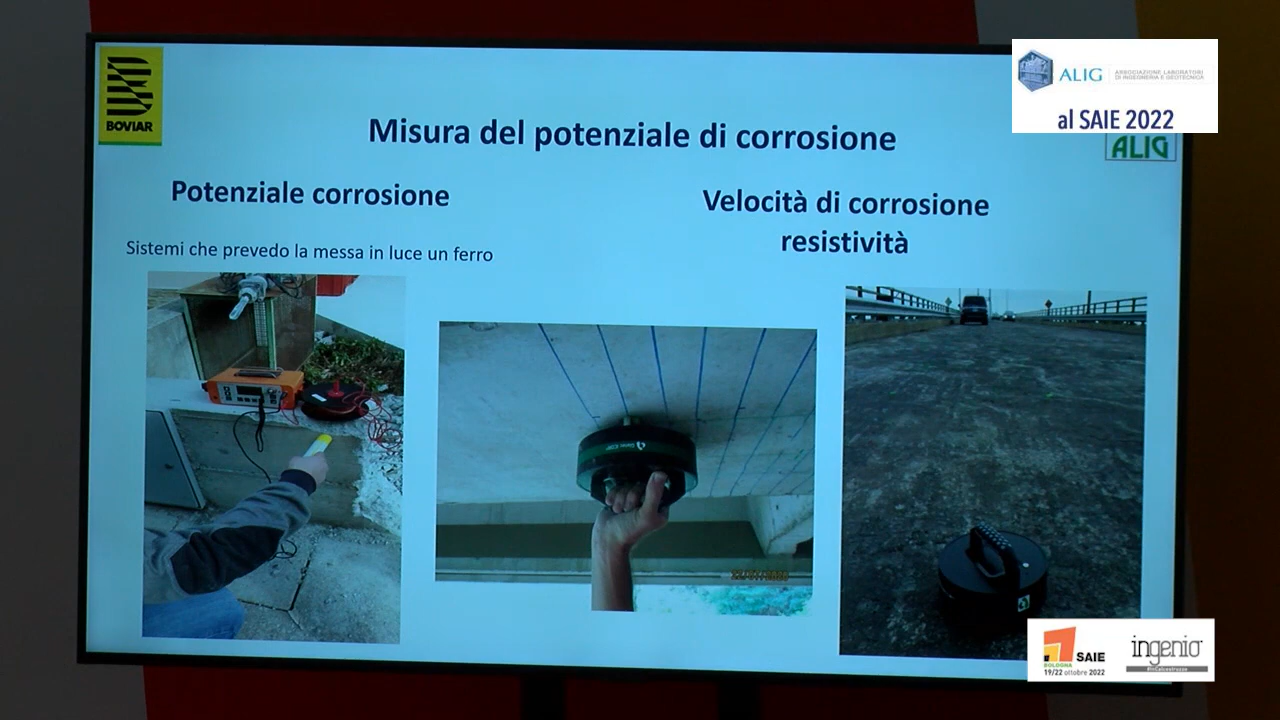 BOVIAR
ALIG
ASSOCIAZIONE LABORATORI
DI INGEGNERIA E GEOTECNICA
al SAIE 2022
ALIG
Misura del potenziale di corrosione
Potenziale corrosione
Velocità di corrosione
resistività
Sistemi che prevedo la messa in luce un ferro
SAIE
BOLOGNA
19/22 ottobre 2022
ingenio